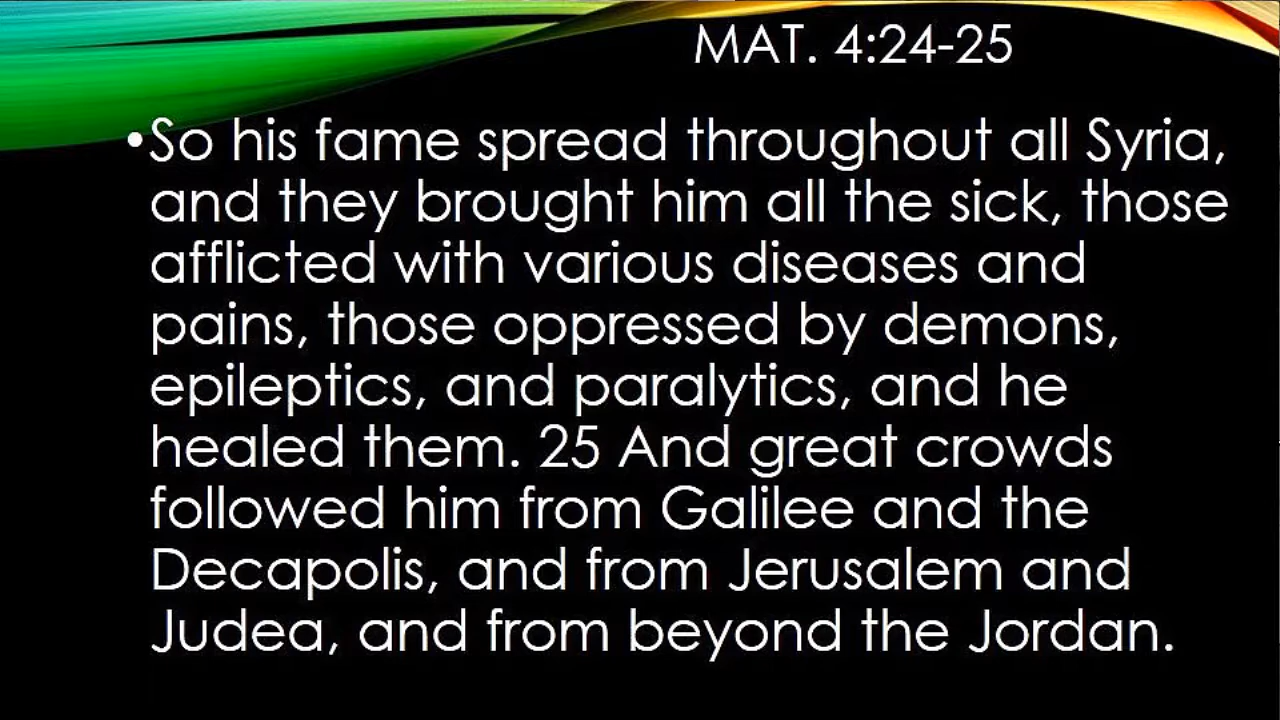 MAT. 4:24-25
•So his fame spread throughout all Syria,
and they brought him all the sick, those
afflicted with various diseases and
pains, those oppressed by demons,
epileptics, and paralytics, and he
healed them. 25 And great crowds
followed him from Galilee and the
Decapolis, and from Jerusalem and
Judea, and from beyond the Jordan.